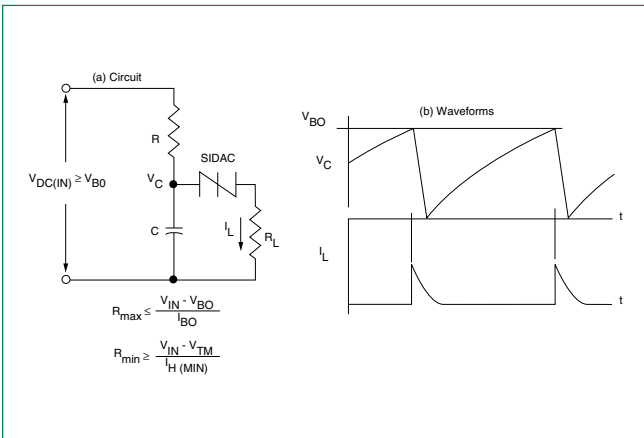 (a) Circuit
R
SIDAC
V_DC(IN) ≥ V_B0
V_C
I_L
R_L
C
R_max ≤ (V_IN - V_BO) / I_BO
R_min ≥ (V_IN - V_TM) / I_H (MIN)
(b) Waveforms
V_BO
V_C
t
I_L
t